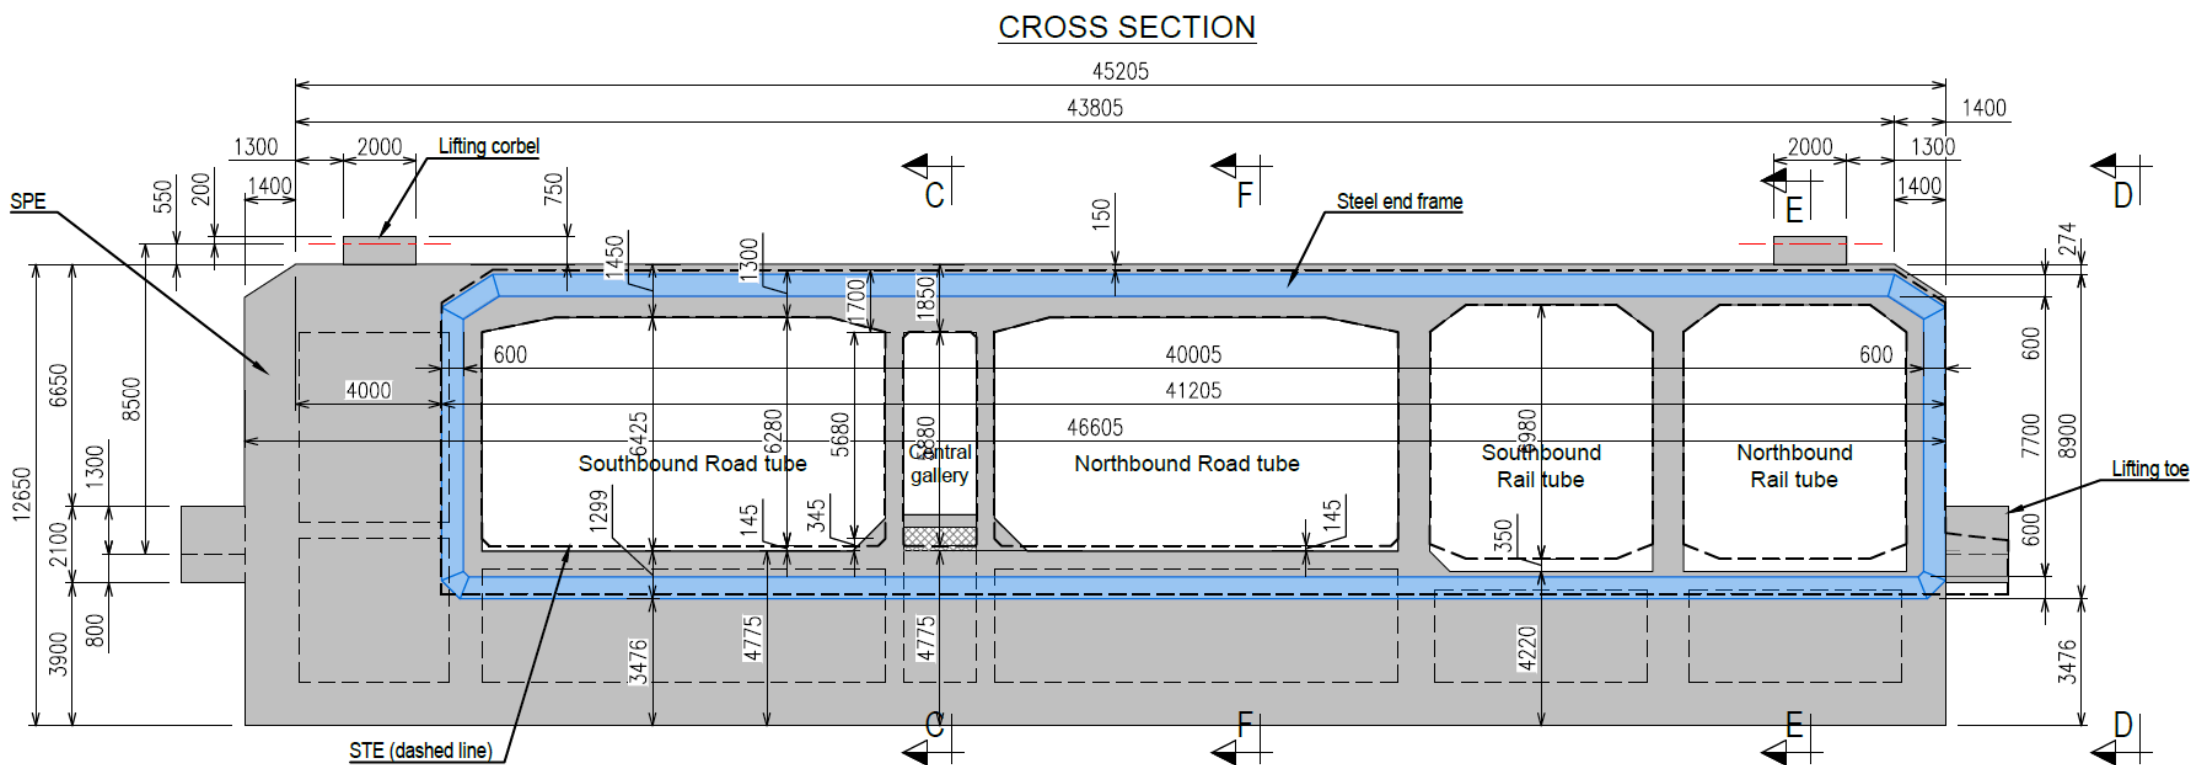 CROSS SECTION
45205
43805
1400
1300
2000
Lifting corbel
2000
1300
1400
1400
SPE
550
200
750
C
F
E
D
150
Steel end frame
274
1450
1300
1700
1850
600
40005
600
600
4000
41205
46605
6650
8500
12650
1300
2100
800
3900
6425
6280
5680
5880
6980
7700
8900
Southbound Road tube
Central
gallery
Northbound Road tube
Southbound
Rail tube
Northbound
Rail tube
Lifting toe
1299
145
345
145
350
600
3476
4775
4775
4220
3476
STE (dashed line)
C
F
E
D